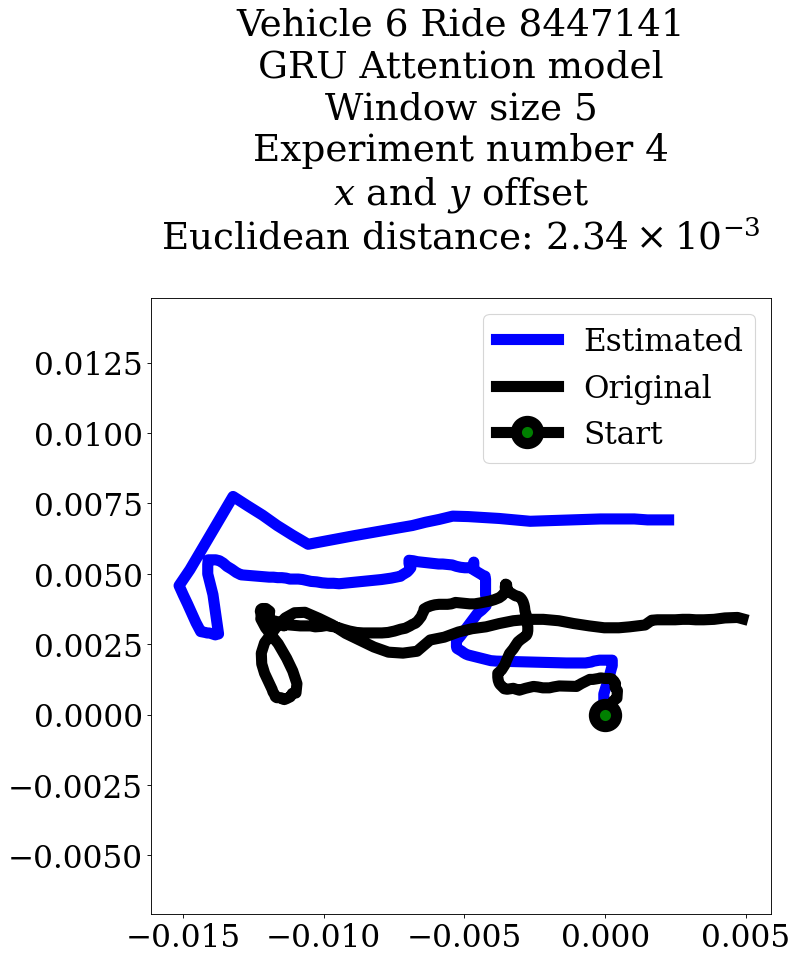 Vehicle 6 Ride 8447141
GRU Attention model
Window size 5
Experiment number 4
x and y offset
Euclidean distance: 2.34 × 10⁻³
Estimated
Original
Start
0.0125
0.0100
0.0075
0.0050
0.0025
0.0000
−0.0025
−0.0050
−0.015 −0.010 −0.005 0.000 0.005